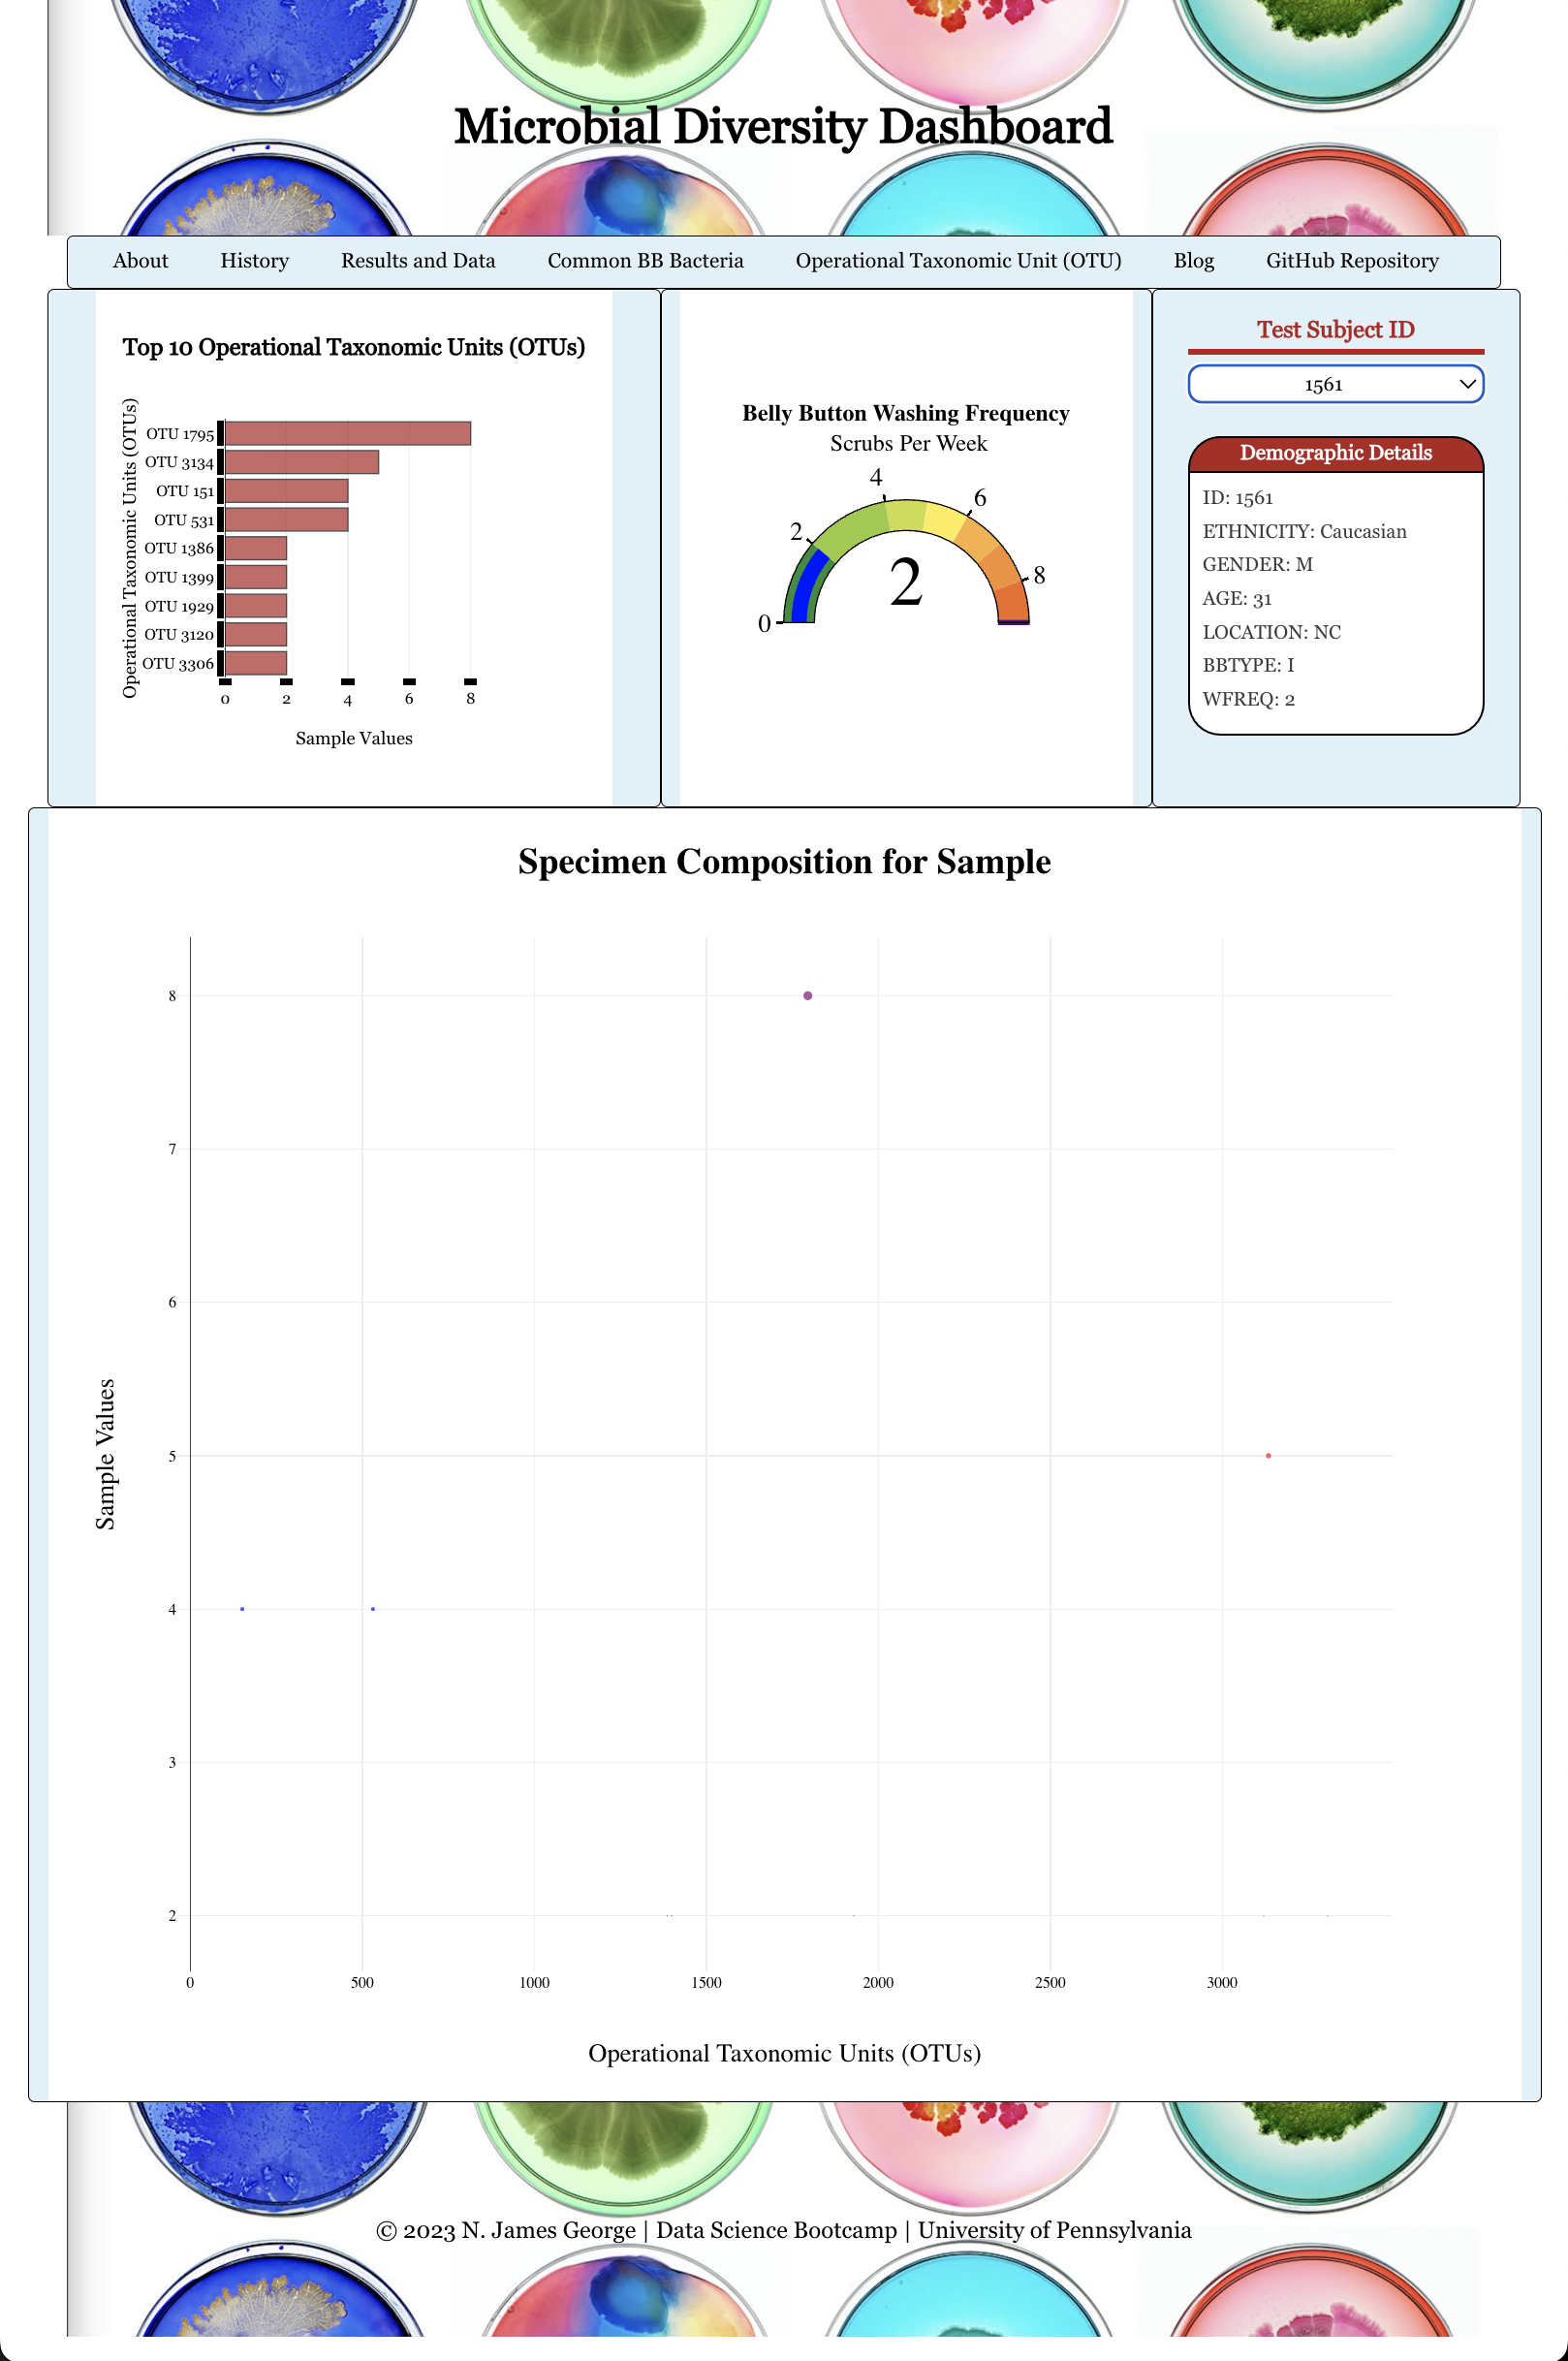 Microbial Diversity Dashboard
About History Results and Data Common BB Bacteria Operational Taxonomic Unit (OTU) Blog GitHub Repository
Top 10 Operational Taxonomic Units (OTUs)
Operational Taxonomic Units (OTUs)
OTU 1795
OTU 3134
OTU 151
OTU 531
OTU 1386
OTU 1399
OTU 1929
OTU 3120
OTU 3306
0 2 4 6 8
Sample Values
Belly Button Washing Frequency
Scrubs Per Week
0 2 4 6 8
2
Test Subject ID
1561
Demographic Details
ID: 1561
ETHNICITY: Caucasian
GENDER: M
AGE: 31
LOCATION: NC
BBTYPE: I
WFREQ: 2
Specimen Composition for Sample
Sample Values
8
7
6
5
4
3
2
0 500 1000 1500 2000 2500 3000
Operational Taxonomic Units (OTUs)
© 2023 N. James George | Data Science Bootcamp | University of Pennsylvania